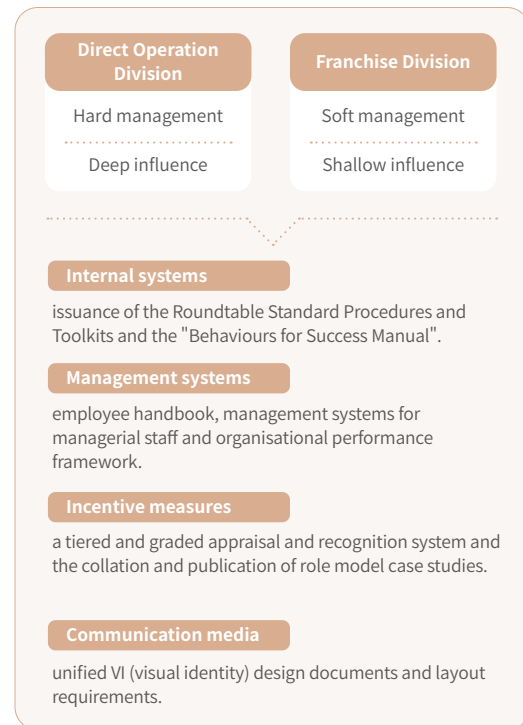 Direct Operation
Division
Hard management
Deep influence
Franchise Division
Soft management
Shallow influence
Internal systems
issuance of the Roundtable Standard Procedures and
Toolkits and the "Behaviours for Success Manual".
Management systems
employee handbook, management systems for
managerial staff and organisational performance
framework.
Incentive measures
a tiered and graded appraisal and recognition system and
the collation and publication of role model case studies.
Communication media
unified VI (visual identity) design documents and layout
requirements.